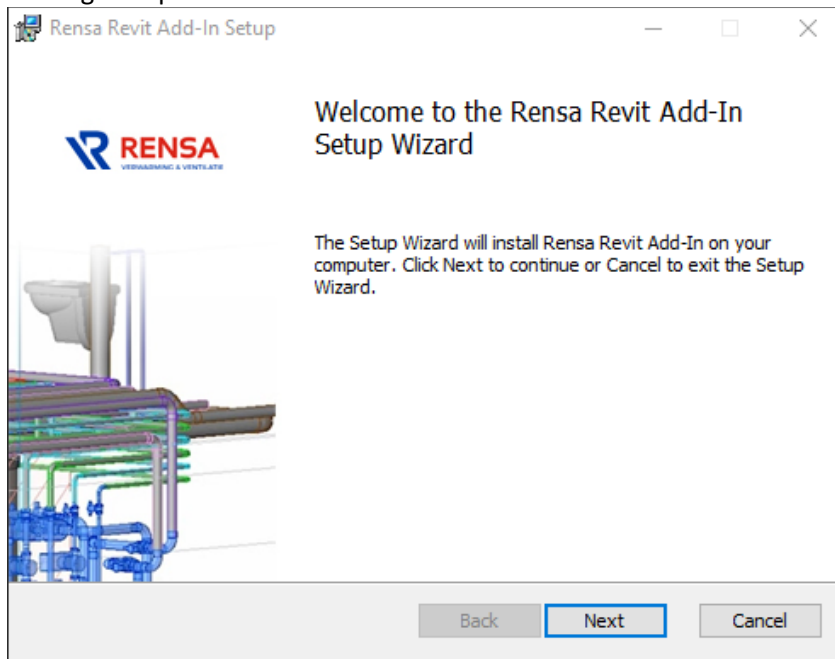 Rensa Revit Add-In Setup
RENSA
VERWARMING & VENTILATIE
Welcome to the Rensa Revit Add-In
Setup Wizard
The Setup Wizard will install Rensa Revit Add-In on your
computer. Click Next to continue or Cancel to exit the Setup
Wizard.
Back Next Cancel